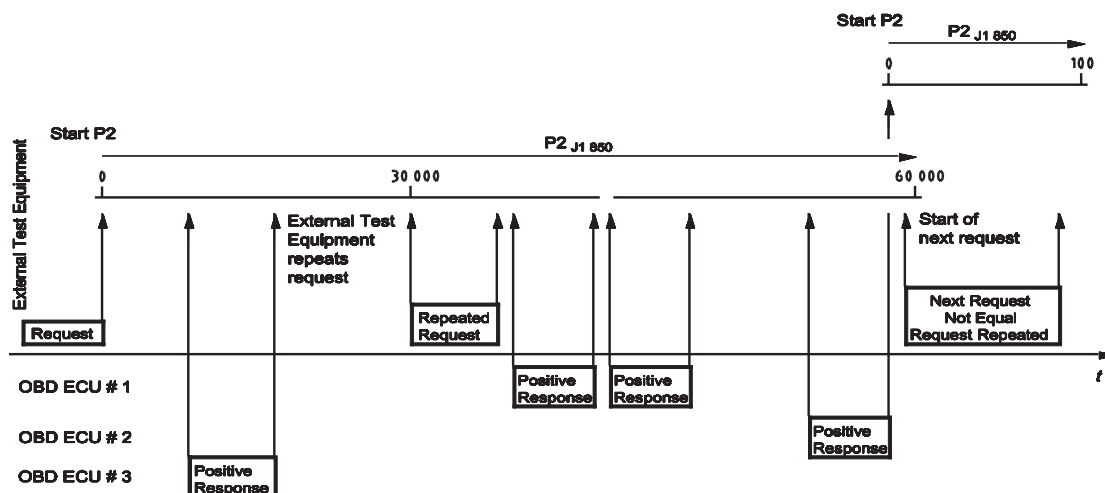 Start P2
P2 J1 850
0
100
Start P2
P2 J1 850
0
30 000
60 000
External Test Equipment
External Test
Equipment
repeats
request
Start of
next request
Request
Repeated
Request
Next Request
Not Equal
Request Repeated
t
OBD ECU # 1
Positive
Response
Positive
Response
OBD ECU # 2
Positive
Response
OBD ECU # 3
Positive
Response